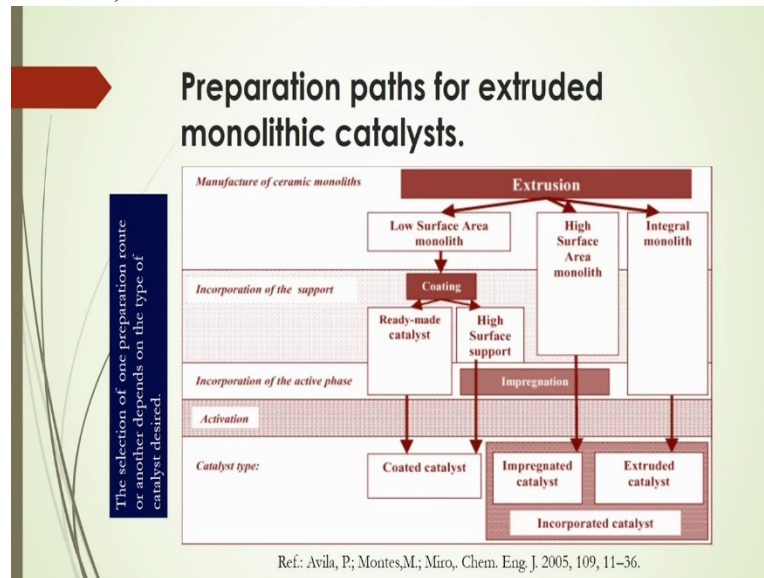 Preparation paths for extruded
monolithic catalysts.
The selection of one preparation route
or another depends on the type of
catalyst desired.
Manufacture of ceramic monoliths
Extrusion
Low Surface Area
monolith
High
Surface
Area
monolith
Integral
monolith
Incorporation of the support
Coating
Ready-made
catalyst
High
Surface
support
Incorporation of the active phase
Impregnation
Activation
Catalyst type:
Coated catalyst
Impregnated
catalyst
Extruded
catalyst
Incorporated catalyst
Ref.: Avila, P.; Montes,M.; Miro,. Chem. Eng. J. 2005, 109, 11–36.